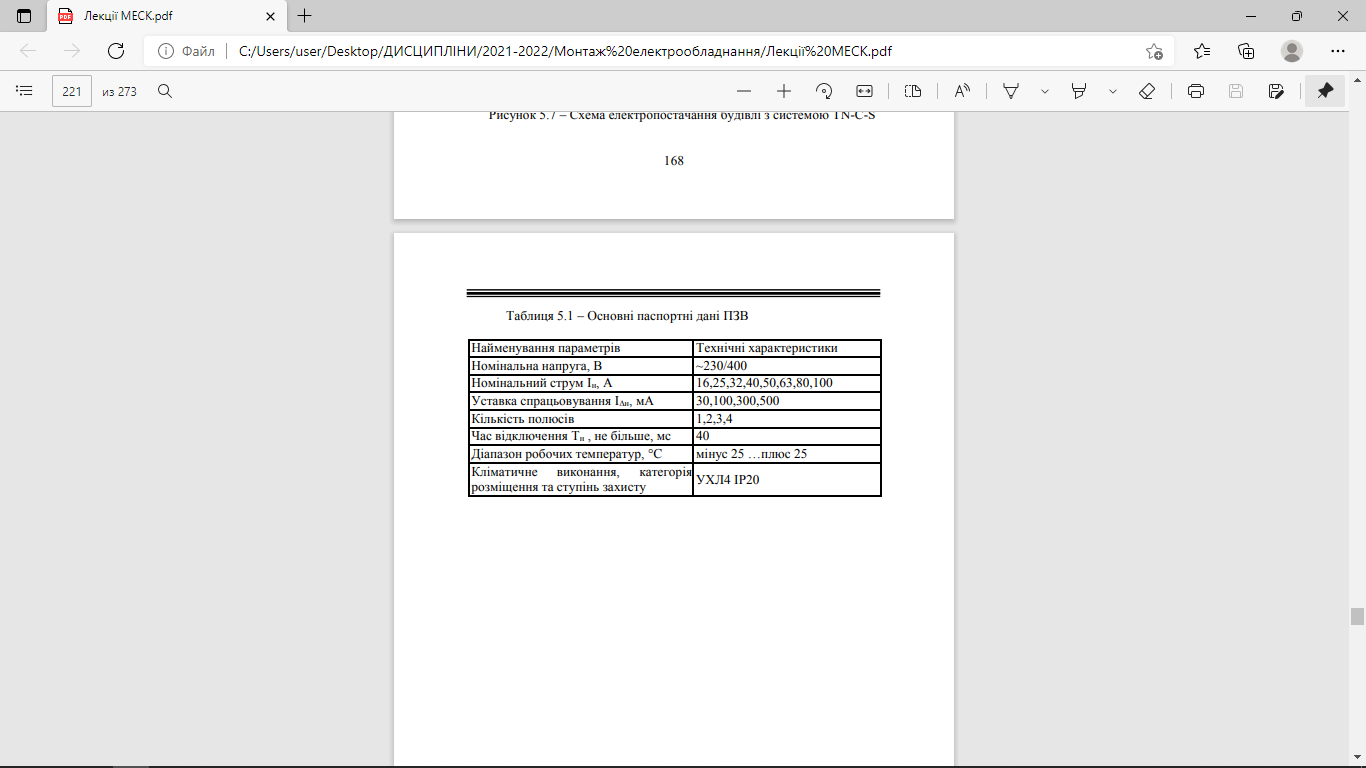 Лекції МЕСК.pdf
Файл
C:/Users/user/Desktop/ДИСЦИПЛІНИ/2021-2022/Монтаж%20електрообладнання/Лекції%20МЕСК.pdf
221 из 273
Рисунок 5.7 – Схема електропостачання будівлі з системою TN-C-S
168
Таблиця 5.1 – Основні паспортні дані ПЗВ
Найменування параметрів Технічні характеристики
Номінальна напруга, В ~230/400
Номінальний струм Iн, А 16,25,32,40,50,63,80,100
Уставка спрацьовування IΔн, мА 30,100,300,500
Кількість полюсів 1,2,3,4
Час відключення Tн , не більше, мс 40
Діапазон робочих температур, °С мінус 25 …плюс 25
Кліматичне виконання, категорія
розміщення та ступінь захисту УХЛ4 IP20